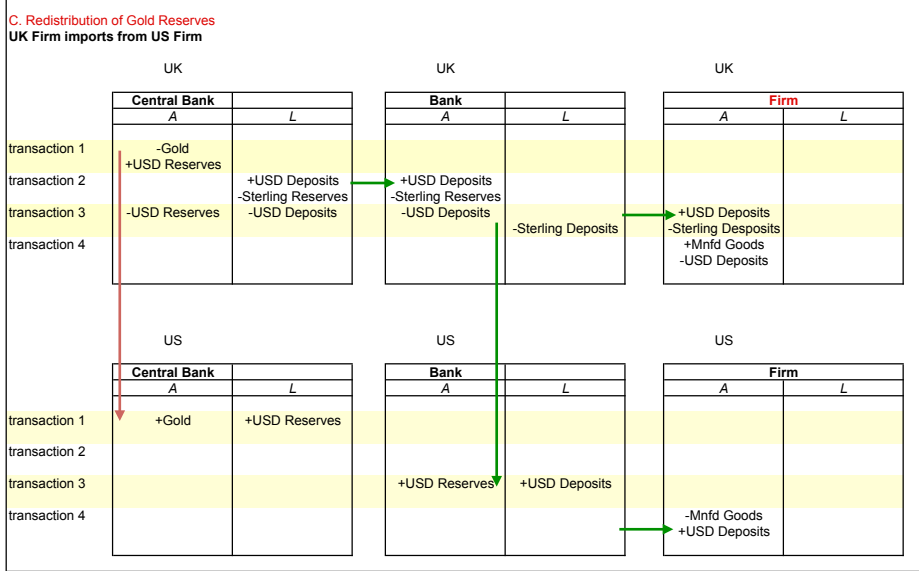 C. Redistribution of Gold Reserves
UK Firm imports from US Firm
UK UK UK
Central Bank Bank Firm
A L A L A L
transaction 1 -Gold
+USD Reserves
transaction 2 +USD Deposits +USD Deposits
-Sterling Reserves -Sterling Reserves
transaction 3 -USD Reserves -USD Deposits -USD Deposits +USD Deposits
-Sterling Deposits -Sterling Desposits
transaction 4 +Mnfd Goods
-USD Deposits
US US US
Central Bank Bank Firm
A L A L A L
transaction 1 +Gold +USD Reserves
transaction 2
transaction 3 +USD Reserves +USD Deposits
transaction 4 -Mnfd Goods
+USD Deposits